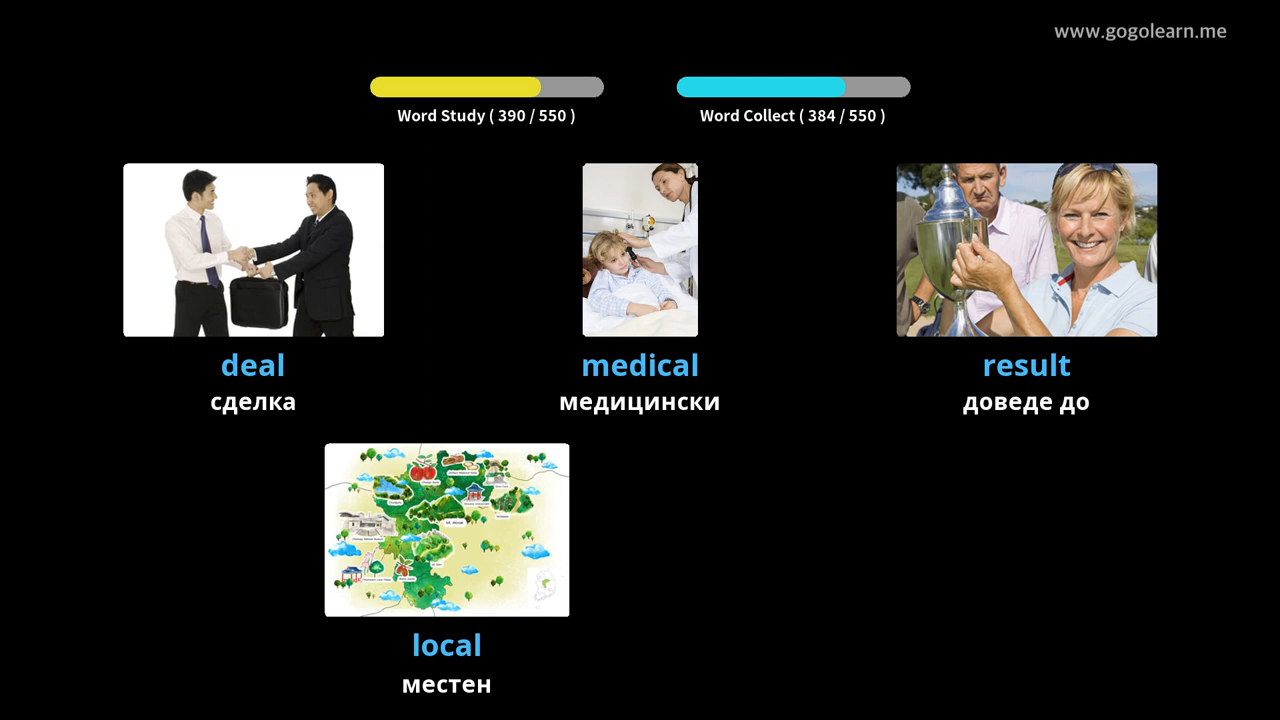 www.gogolearn.me
Word Study ( 390 / 550 )
Word Collect ( 384 / 550 )
deal
medical
result
сделка
медицински
доведе до
local
местен